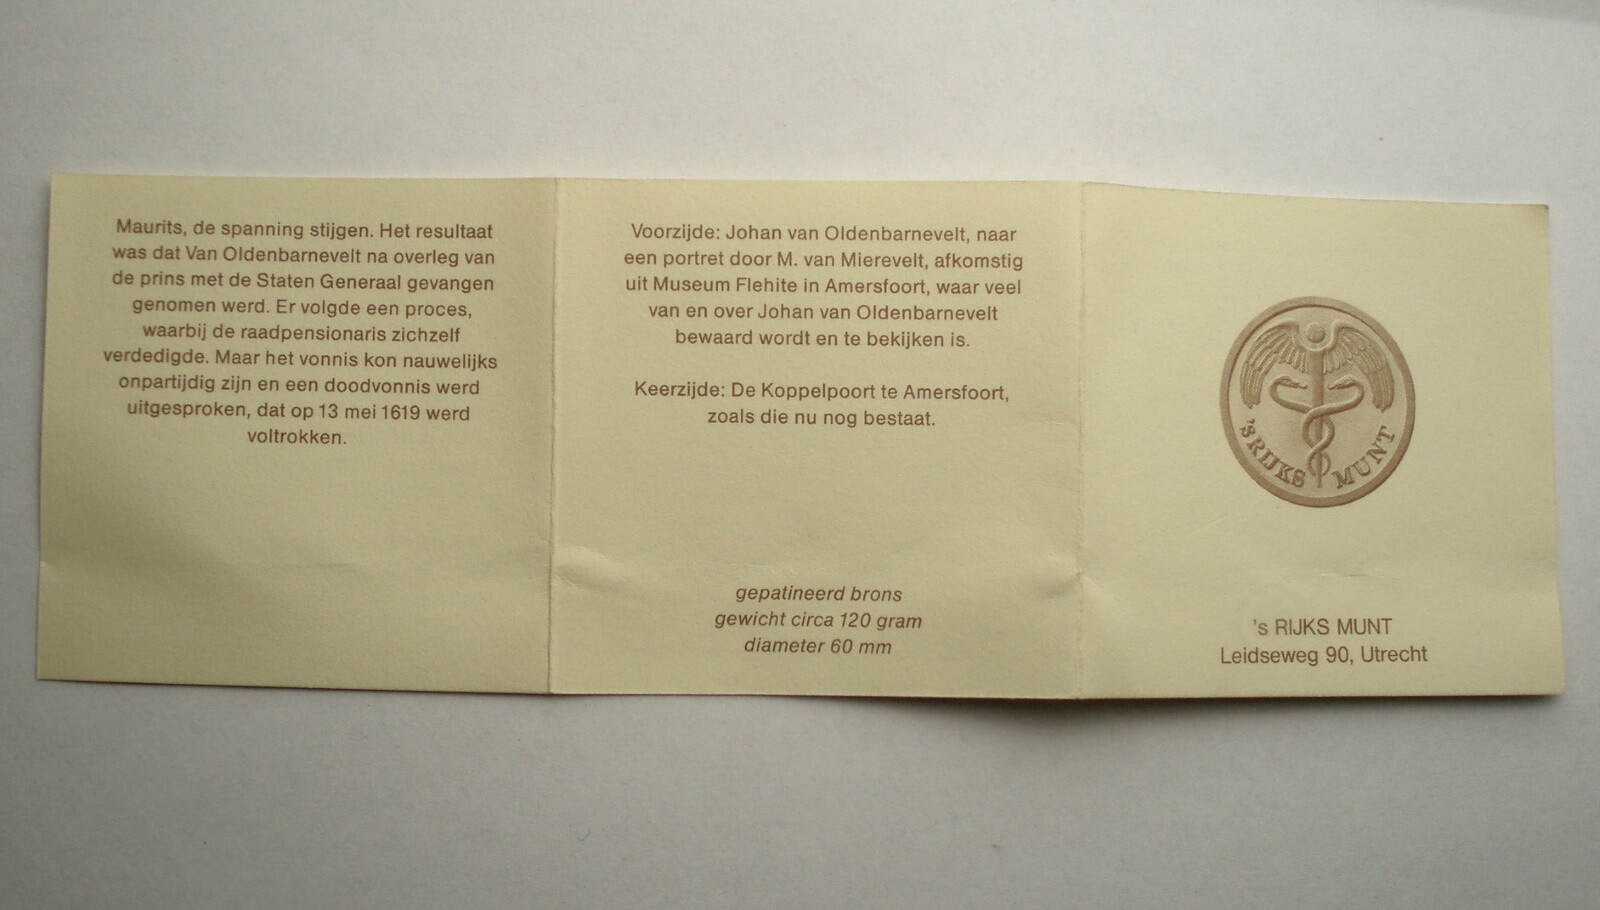 Maurits, de spanning stijgen. Het resultaat
was dat Van Oldenbarnevelt na overleg van
de prins met de Staten Generaal gevangen
genomen werd. Er volgde een proces,
waarbij de raadpensionaris zichzelf
verdedigde. Maar het vonnis kon nauwelijks
onpartijdig zijn en een doodvonnis werd
uitgesproken, dat op 13 mei 1619 werd
voltrokken.
Voorzijde: Johan van Oldenbarnevelt, naar
een portret door M. van Mierevelt, afkomstig
uit Museum Flehite in Amersfoort, waar veel
van en over Johan van Oldenbarnevelt
bewaard wordt en te bekijken is.
Keerzijde: De Koppelpoort te Amersfoort,
zoals die nu nog bestaat.
gepatineerd brons
gewicht circa 120 gram
diameter 60 mm
'S RIJKS MUNT
's RIJKS MUNT
Leidseweg 90, Utrecht